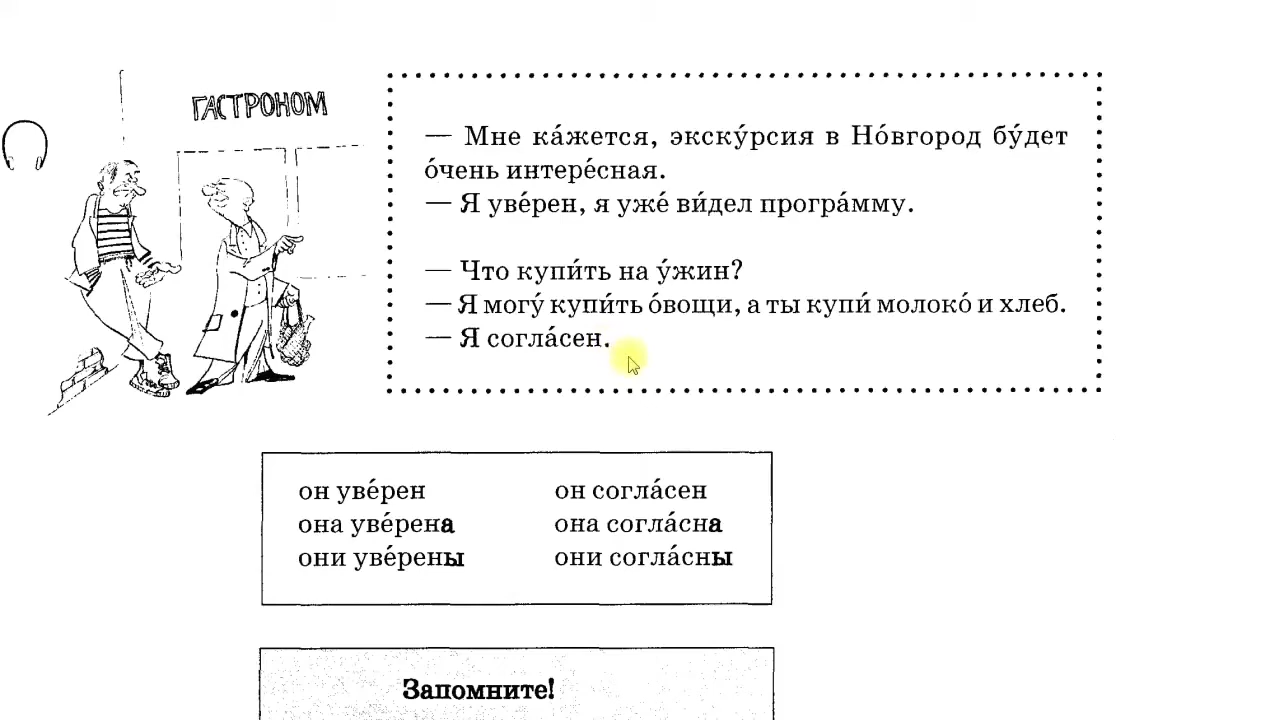 ГАСТРОНОМ
— Мне ка́жется, экску́рсия в Но́вгород бу́дет
о́чень интере́сная.
— Я уве́рен, я уже́ ви́дел програ́мму.
— Что купи́ть на у́жин?
— Я могу́ купи́ть о́вощи, а ты купи́ молоко́ и хлеб.
— Я согла́сен.
он уве́рен
она уве́рена
они уве́рены
он согла́сен
она согла́сна
они согла́сны
Запомните!